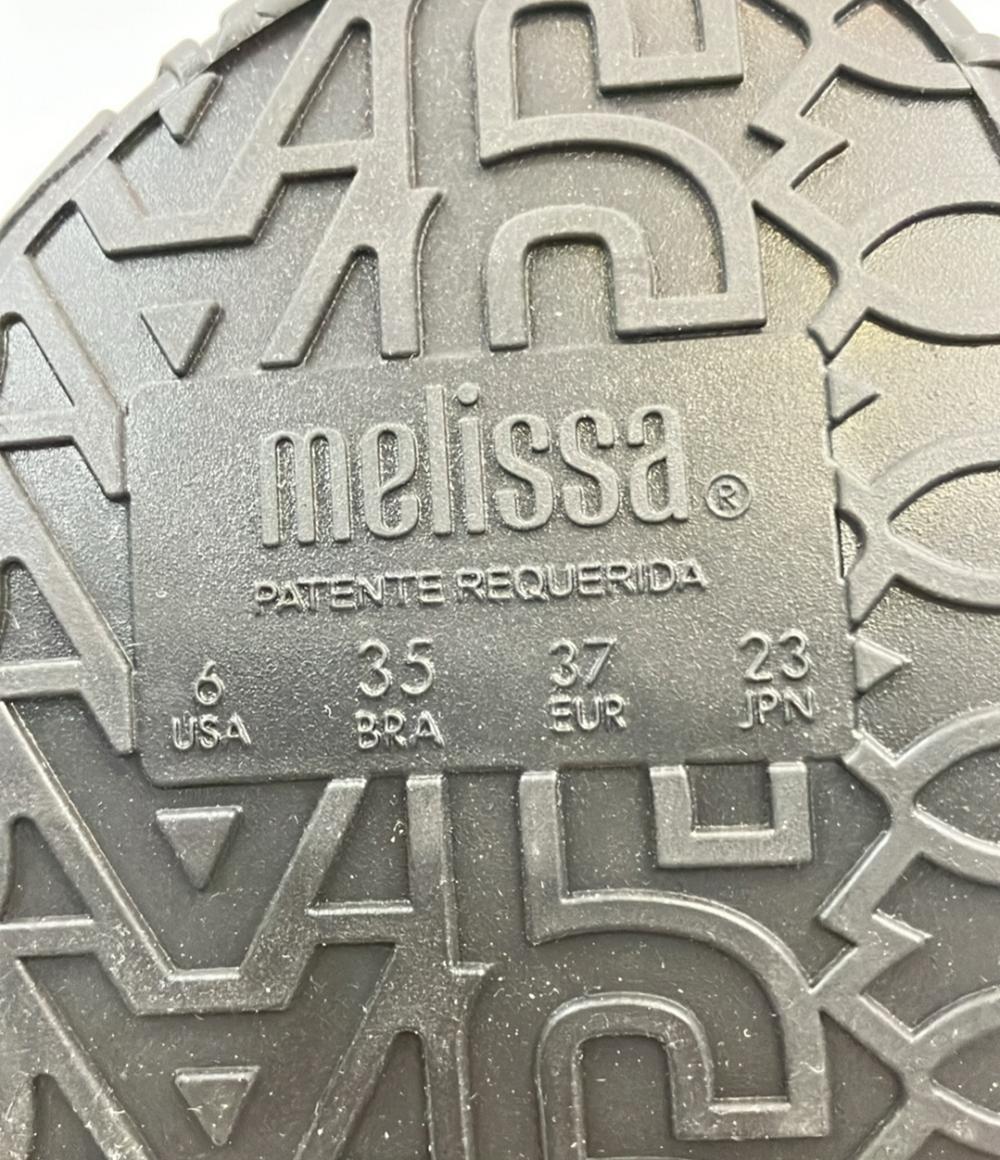 melissa®
PATENTE REQUERIDA
6 35 37 23
USA BRA EUR JPN